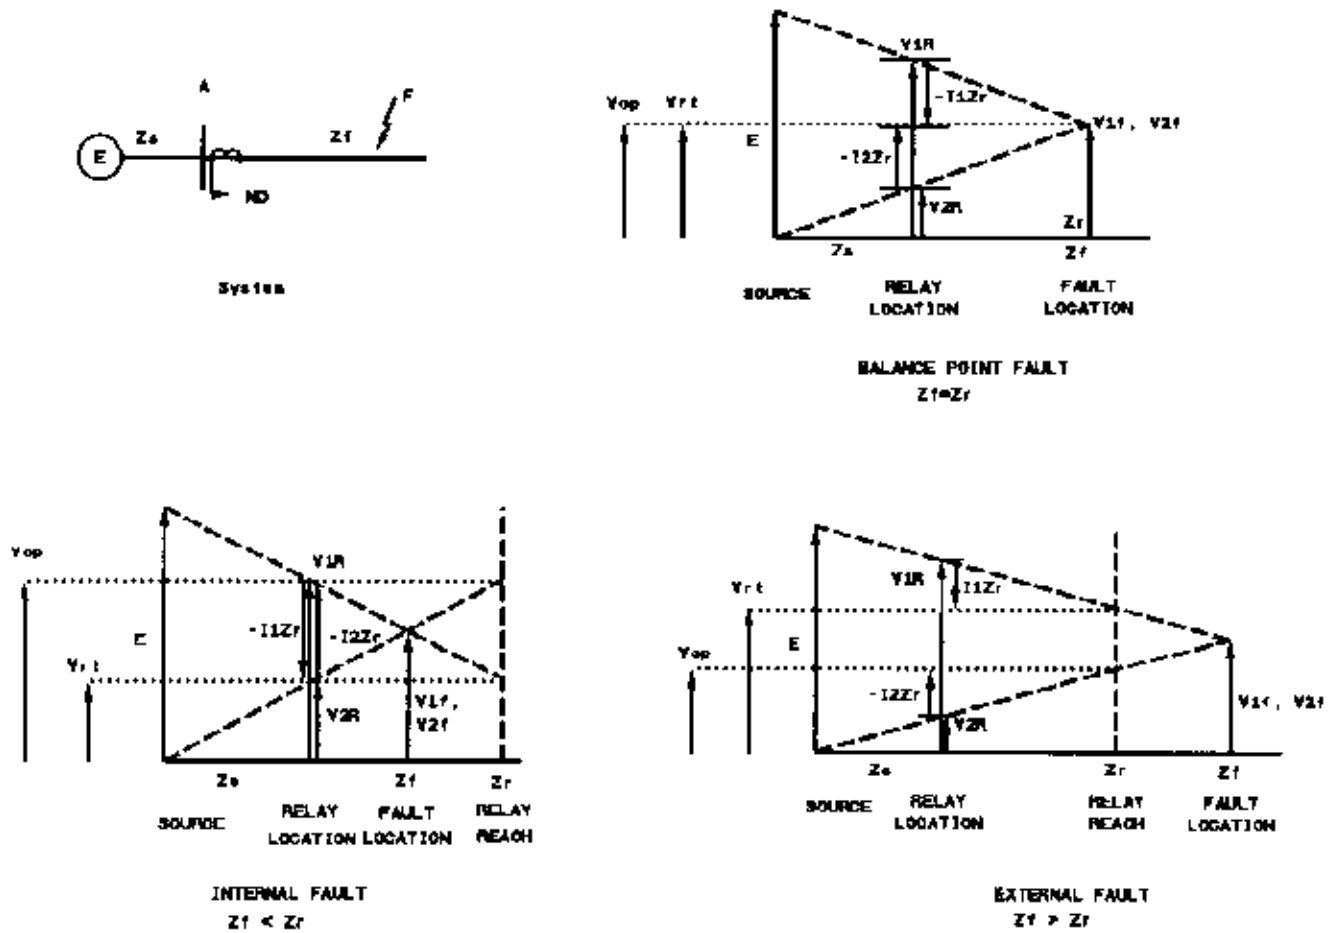 A
F
Zs
Zf
E
ND
System
V1R
-I1Zr
Vop
Vrt
E
V1f, V2f
-I2Zr
V2R
Zr
Zs
Zf
SOURCE
RELAY LOCATION
FAULT LOCATION
BALANCE POINT FAULT
Zf=Zr
Vop
V1R
E
-I1Zr
-I2Zr
Vrt
V2R
V1f, V2f
Zs
Zf
Zr
SOURCE
RELAY LOCATION
FAULT LOCATION
RELAY REACH
INTERNAL FAULT
Zf < Zr
V1R
I1Zr
Vrt
E
Vop
-I2Zr
V2R
V1f, V2f
Zs
Zr
Zf
SOURCE
RELAY LOCATION
RELAY REACH
FAULT LOCATION
EXTERNAL FAULT
Zf > Zr